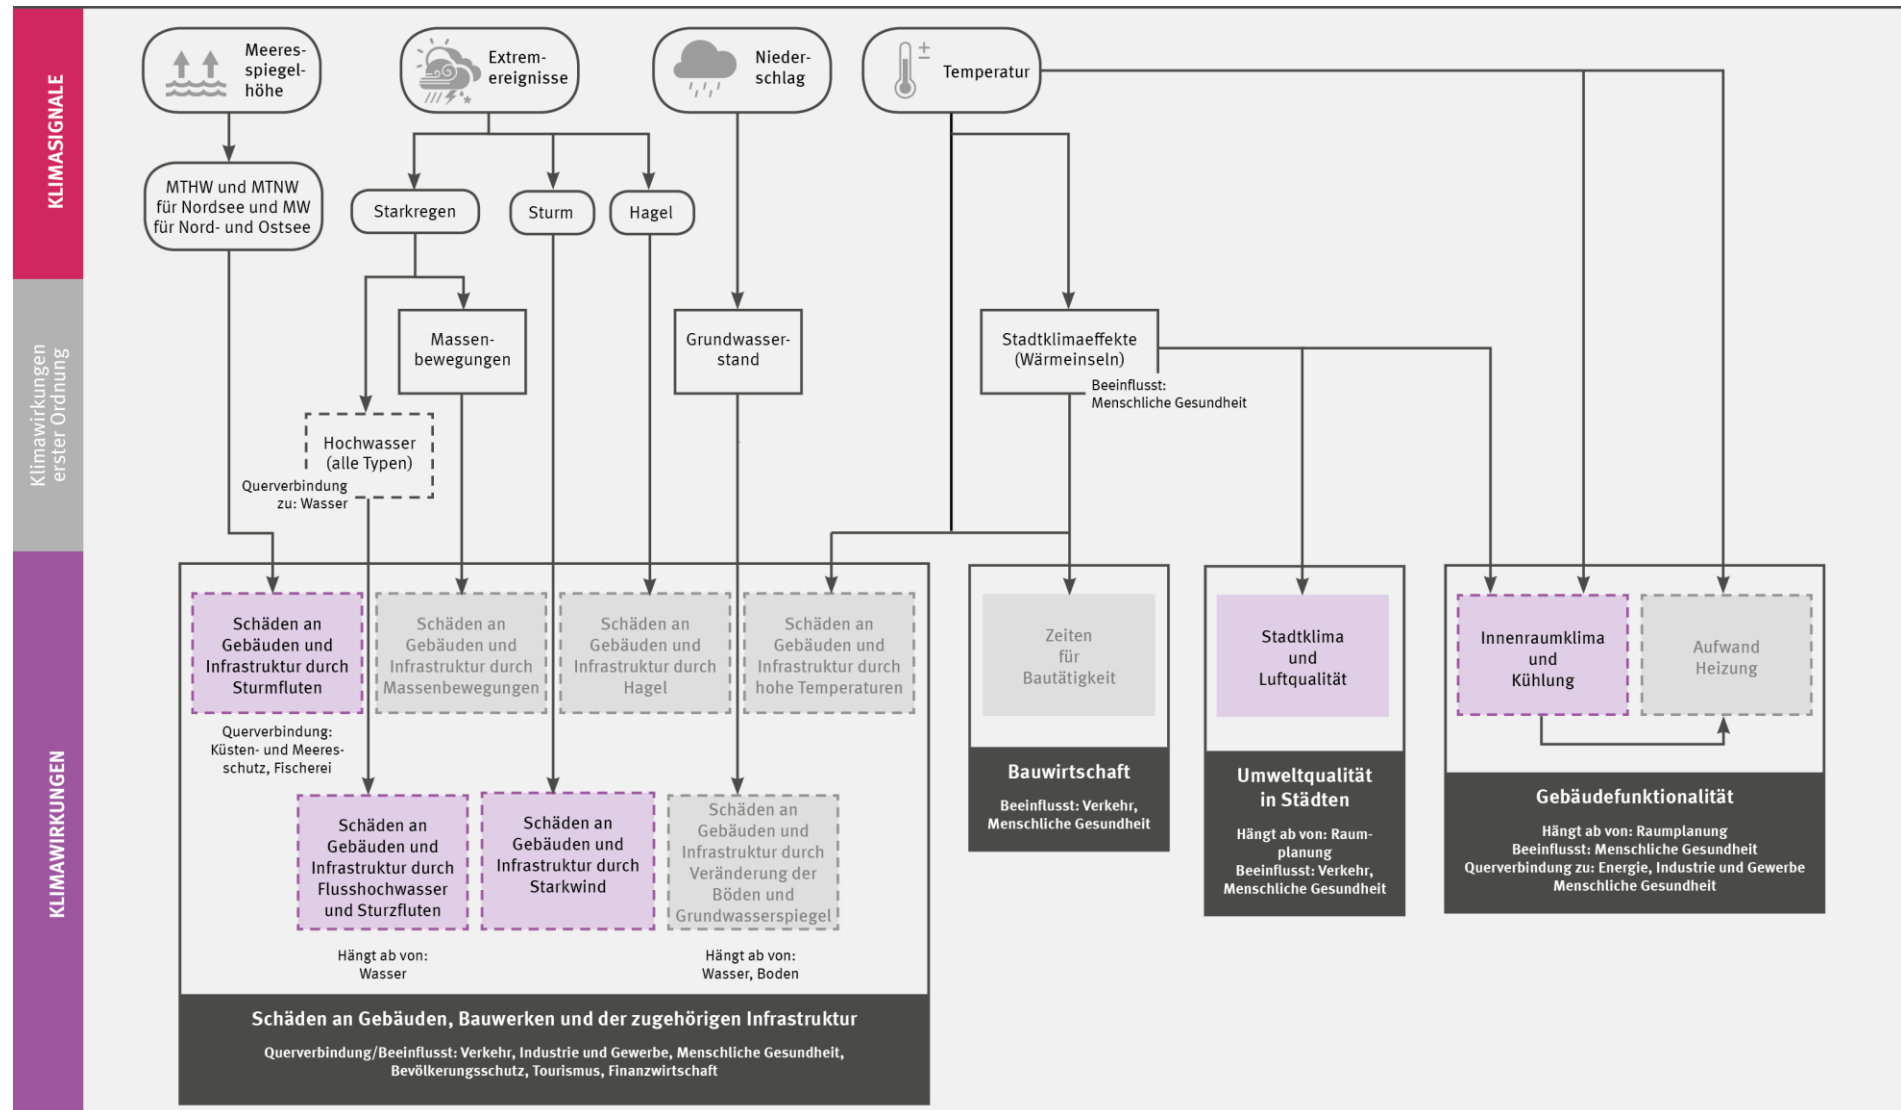 KLIMASIGNALE
Meeres-
spiegel-
höhe
Extrem-
ereignisse
Nieder-
schlag
±
Temperatur
MTHW und MTNW
für Nordsee und MW
für Nord- und Ostsee
Starkregen
Sturm
Hagel
Klimawirkungen
erster Ordnung
Massen-
bewegungen
Grundwasser-
stand
Stadtklimaeffekte
(Wärmeinseln)
Beeinflusst:
Menschliche Gesundheit
Hochwasser
(alle Typen)
Querverbindung
zu: Wasser
KLIMAWIRKUNGEN
Schäden an
Gebäuden und
Infrastruktur durch
Sturmfluten
Querverbindung:
Küsten- und Meeres-
schutz, Fischerei
Schäden an
Gebäuden und
Infrastruktur durch
Massenbewegungen
Schäden an
Gebäuden und
Infrastruktur durch
Hagel
Schäden an
Gebäuden und
Infrastruktur durch
hohe Temperaturen
Schäden an
Gebäuden und
Infrastruktur durch
Flusshochwasser
und Sturzfluten
Hängt ab von:
Wasser
Schäden an
Gebäuden und
Infrastruktur durch
Starkwind
Schäden an
Gebäuden und
Infrastruktur durch
Veränderung der
Böden und
Grundwasserspiegel
Hängt ab von:
Wasser, Boden
Schäden an Gebäuden, Bauwerken und der zugehörigen Infrastruktur
Querverbindung/Beeinflusst: Verkehr, Industrie und Gewerbe, Menschliche Gesundheit,
Bevölkerungsschutz, Tourismus, Finanzwirtschaft
Zeiten
für
Bautätigkeit
Bauwirtschaft
Beeinflusst: Verkehr,
Menschliche Gesundheit
Stadtklima
und
Luftqualität
Umweltqualität
in Städten
Hängt ab von: Raum-
planung
Beeinflusst: Verkehr,
Menschliche Gesundheit
Innenraumklima
und
Kühlung
Aufwand
Heizung
Gebäudefunktionalität
Hängt ab von: Raumplanung
Beeinflusst: Menschliche Gesundheit
Querverbindung zu: Energie, Industrie und Gewerbe
Menschliche Gesundheit